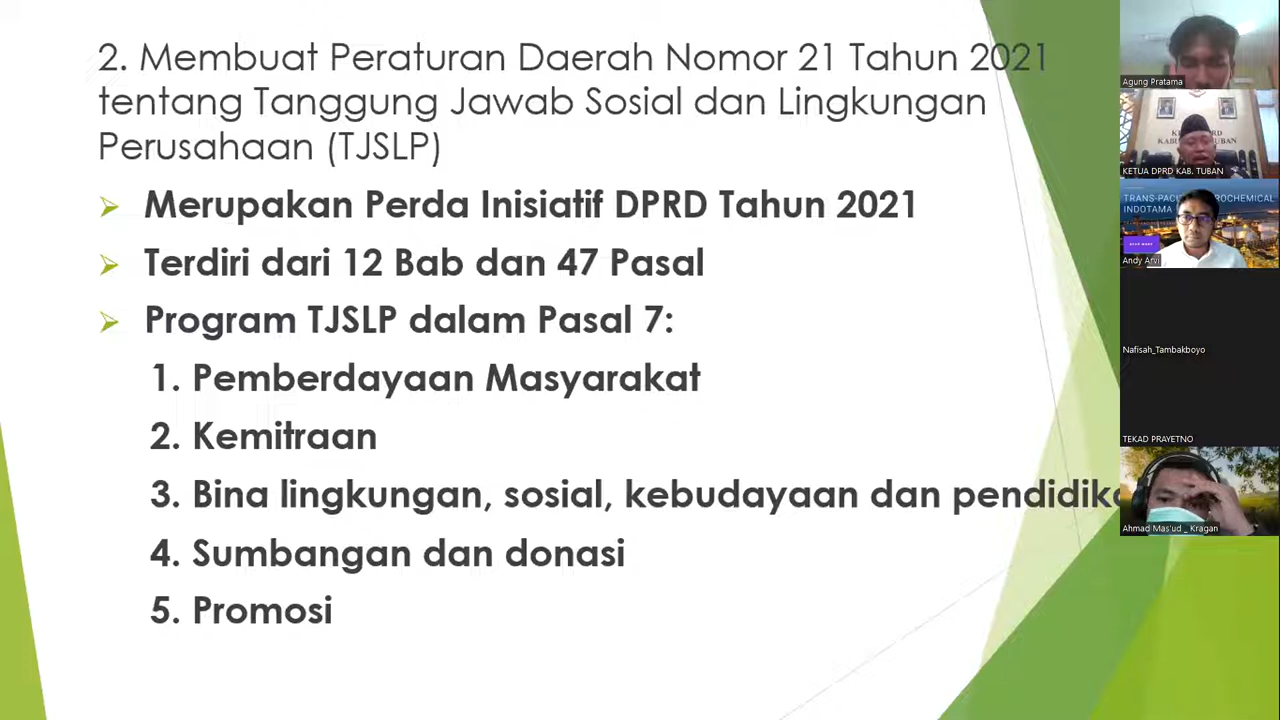 2. Membuat Peraturan Daerah Nomor 21 Tahun 2021
tentang Tanggung Jawab Sosial dan Lingkungan
Perusahaan (TJSLP)
Merupakan Perda Inisiatif DPRD Tahun 2021
Terdiri dari 12 Bab dan 47 Pasal
Program TJSLP dalam Pasal 7:
1. Pemberdayaan Masyarakat
2. Kemitraan
3. Bina lingkungan, sosial, kebudayaan dan
4. Sumbangan dan donasi
5. Promosi
Agung Pratama
KETUA DPRD KAB. TUBAN
INDOTAMA
Andy Arvi
Nafisah_Tambakboyo
TEKAD PRAYETNO
Ahmad Mas'ud _ Kragan